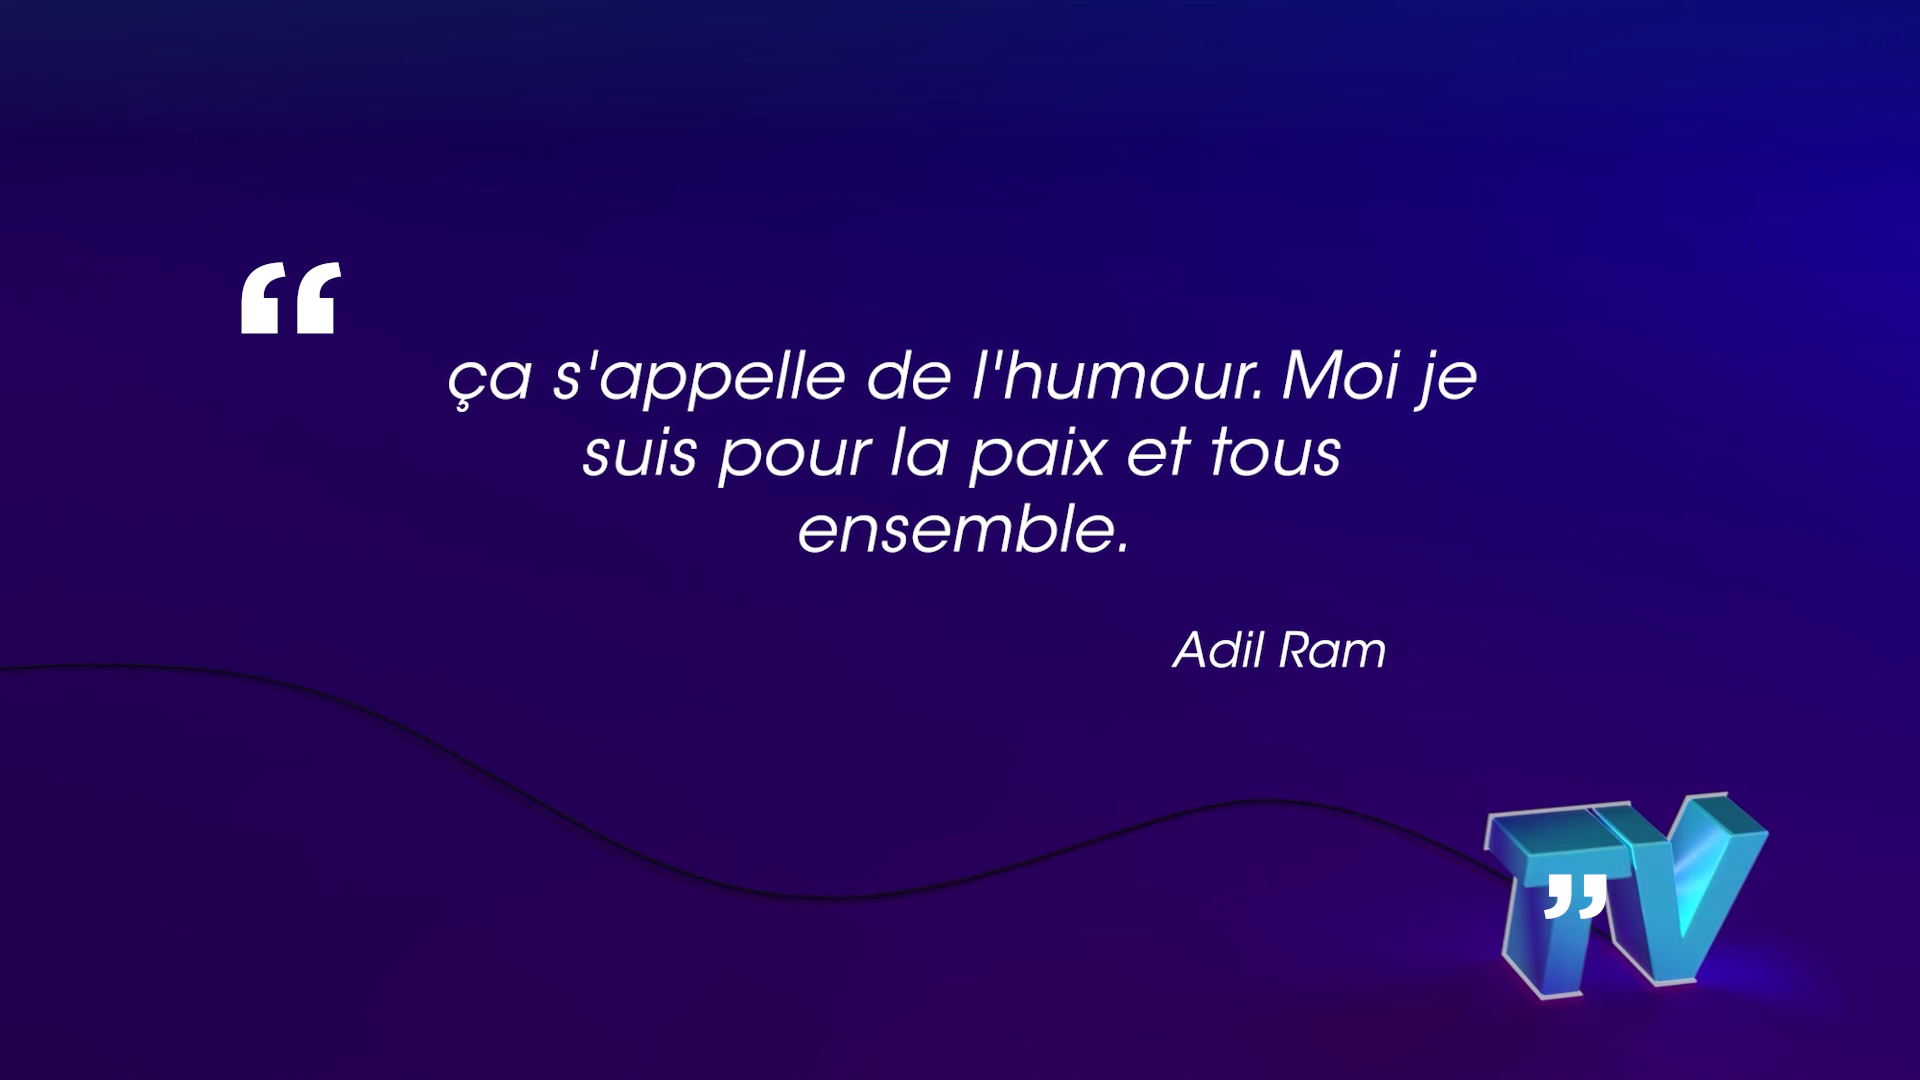 “
ça s'appelle de l'humour. Moi je
suis pour la paix et tous
ensemble.
Adil Ram
TV
”